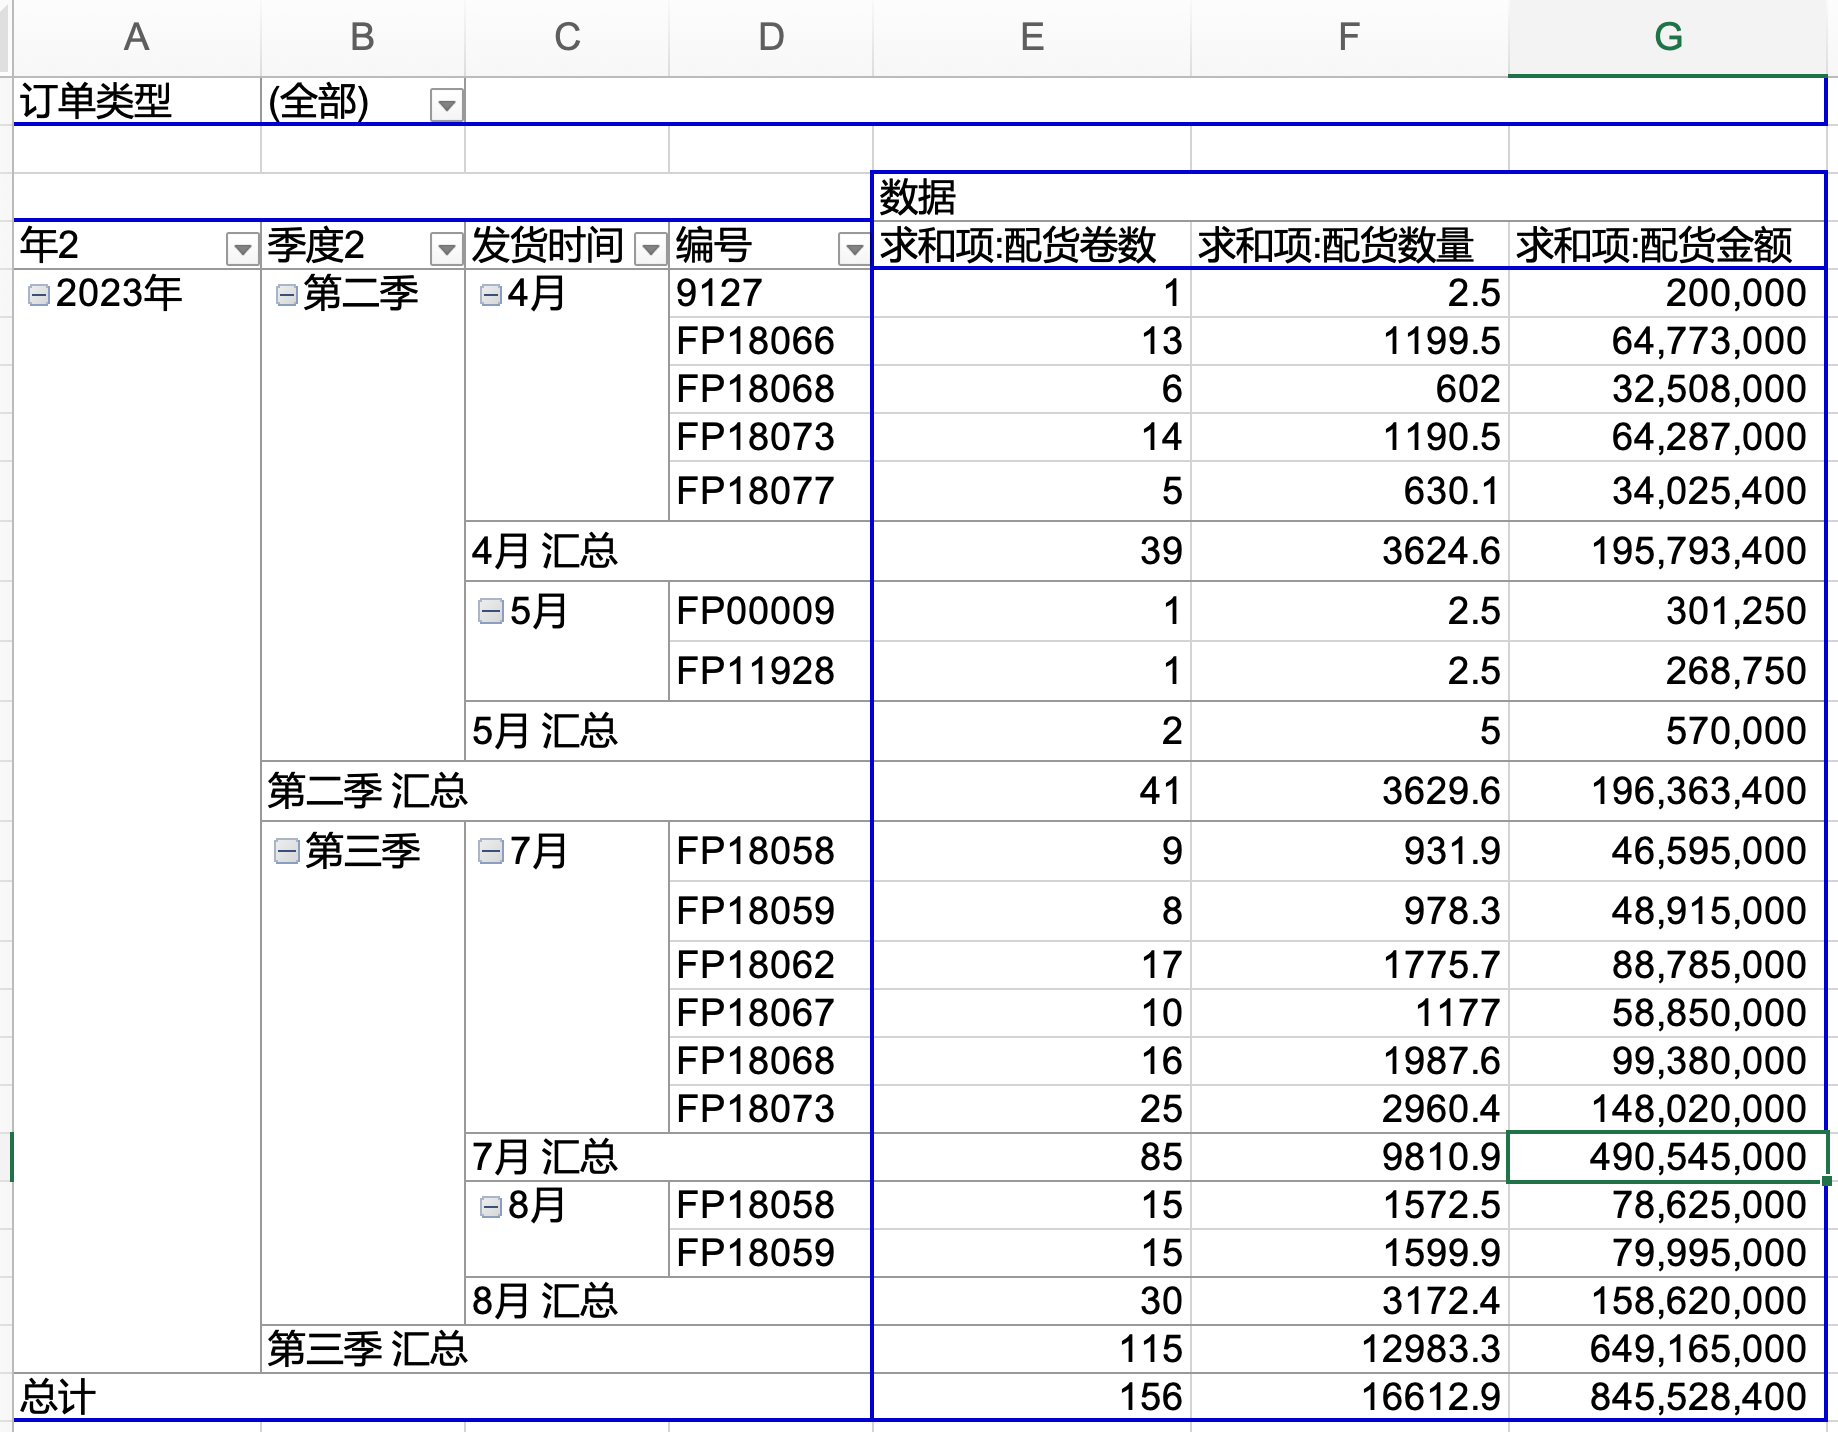 A B C D E F G
订单类型 (全部)
数据
年2 季度2 发货时间 编号 求和项:配货卷数 求和项:配货数量 求和项:配货金额
2023年 第二季 4月 9127 1 2.5 200,000
FP18066 13 1199.5 64,773,000
FP18068 6 602 32,508,000
FP18073 14 1190.5 64,287,000
FP18077 5 630.1 34,025,400
4月 汇总 39 3624.6 195,793,400
5月 FP00009 1 2.5 301,250
FP11928 1 2.5 268,750
5月 汇总 2 5 570,000
第二季 汇总 41 3629.6 196,363,400
第三季 7月 FP18058 9 931.9 46,595,000
FP18059 8 978.3 48,915,000
FP18062 17 1775.7 88,785,000
FP18067 10 1177 58,850,000
FP18068 16 1987.6 99,380,000
FP18073 25 2960.4 148,020,000
7月 汇总 85 9810.9 490,545,000
8月 FP18058 15 1572.5 78,625,000
FP18059 15 1599.9 79,995,000
8月 汇总 30 3172.4 158,620,000
第三季 汇总 115 12983.3 649,165,000
总计 156 16612.9 845,528,400